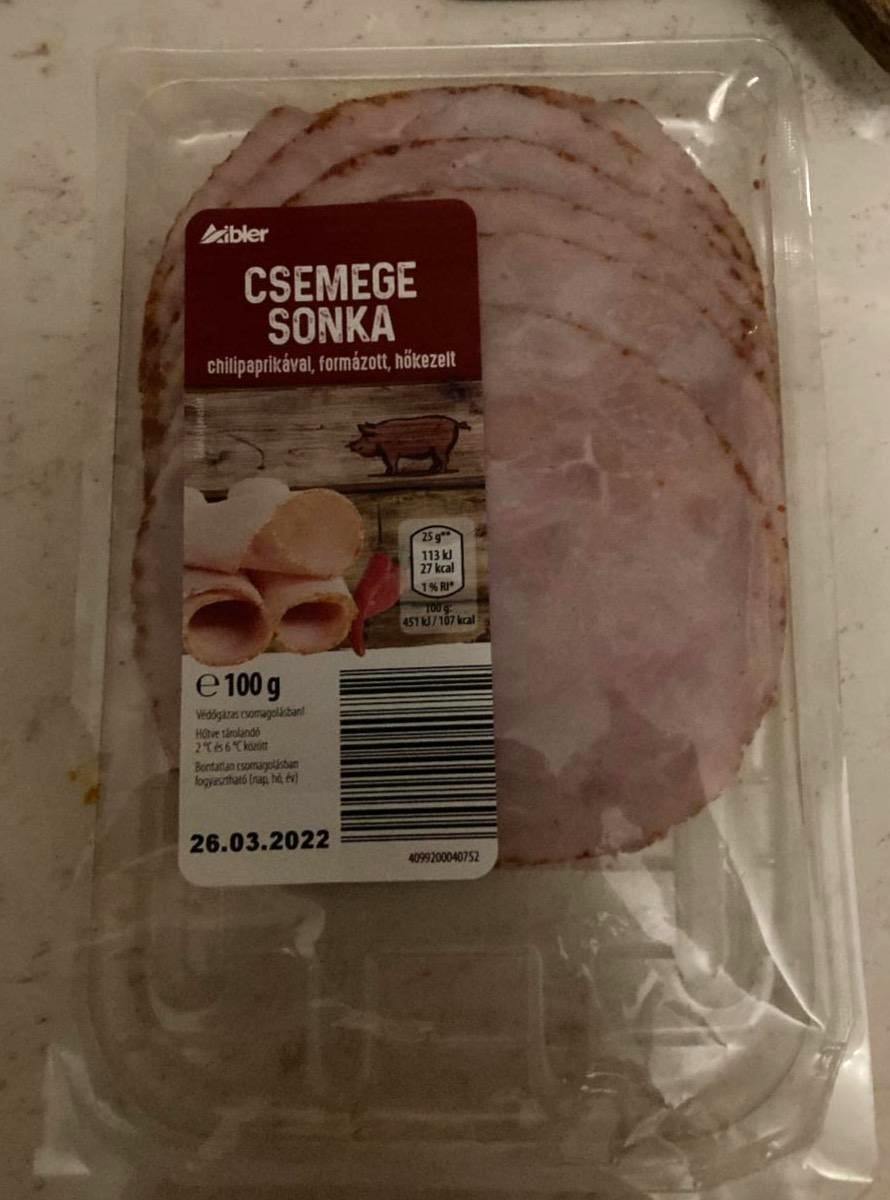 Zibler
CSEMEGE
SONKA
chilipaprikával, formázott, hőkezelt
25 g**
113 kJ
27 kcal
1 % RI*
100 g:
451 kJ / 107 kcal
e 100 g
Védőgázas csomagolásban!
Hűtve tárolandó
2 °C és 6 °C között
Bontatlan csomagolásban
fogyasztható (nap, hó, év)
26.03.2022
4099200040752